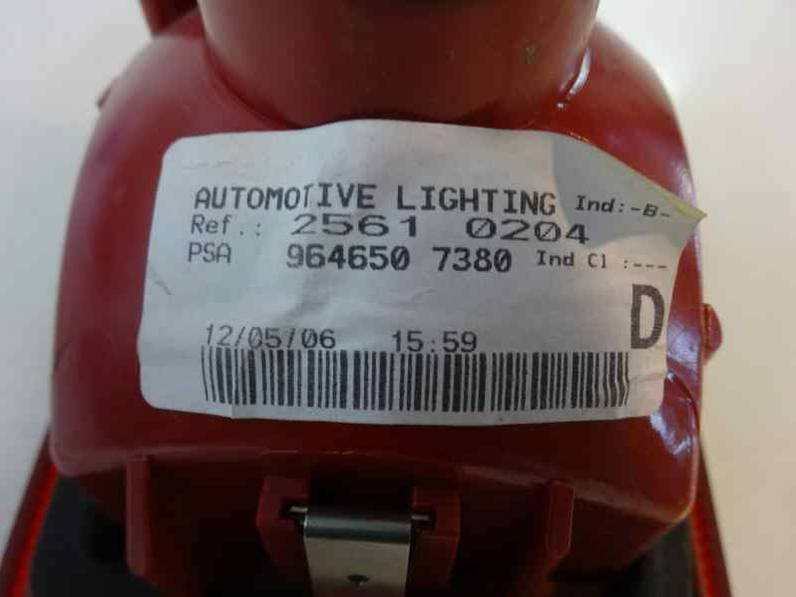 AUTOMOTIVE LIGHTING Ind:-B-
Ref.: 2561 0204
PSA 964650 7380 Ind Cl :---
D
12/05/06 15:59